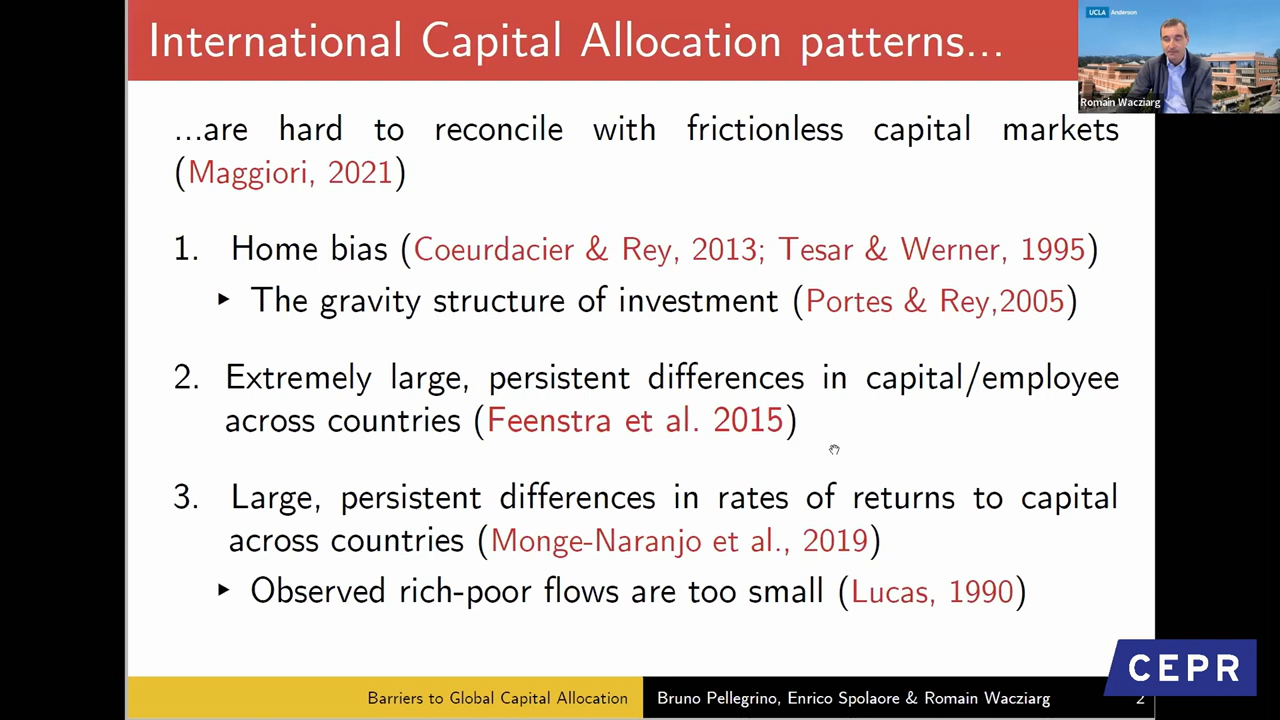 International Capital Allocation patterns...
UCLA Anderson
Romain Wacziarg
...are hard to reconcile with frictionless capital markets
(Maggiori, 2021)
1. Home bias (Coeurdacier & Rey, 2013; Tesar & Werner, 1995)
‣ The gravity structure of investment (Portes & Rey,2005)
2. Extremely large, persistent differences in capital/employee
across countries (Feenstra et al. 2015)
3. Large, persistent differences in rates of returns to capital
across countries (Monge-Naranjo et al., 2019)
‣ Observed rich-poor flows are too small (Lucas, 1990)
CEPR
Barriers to Global Capital Allocation
Bruno Pellegrino, Enrico Spolaore & Romain Wacziarg
2